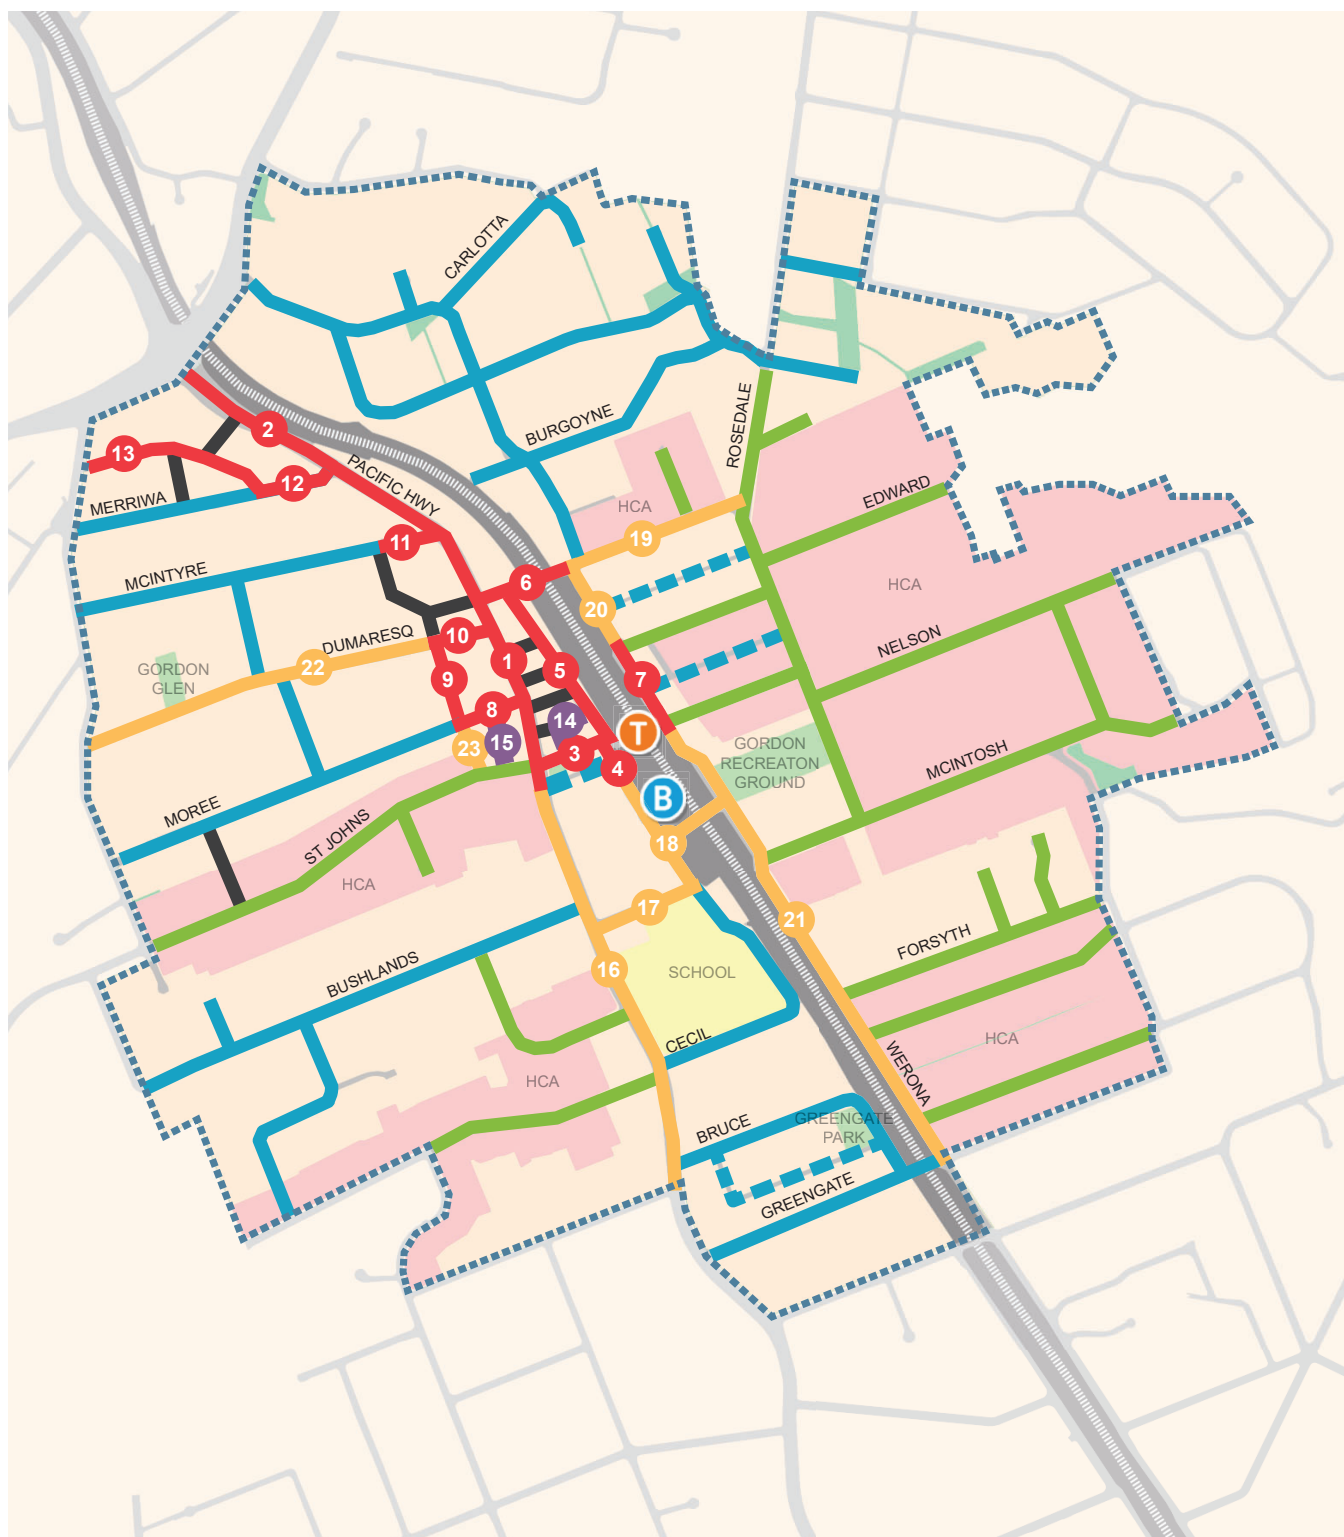 CARLOTTA
BURGOYNE
ROSEDALE
2
PACIFIC HWY
13
12
MERRIWA
HCA
EDWARD
19
11
MCINTYRE
HCA
6
20
DUMARESQ
10
NELSON
GORDON
GLEN
22
1
5
9
7
8
14
T
23
15
3
4
GORDON
RECREATON
GROUND
MCINTOSH
B
MOREE
ST JOHNS
18
HCA
17
21
FORSYTH
BUSHLANDS
16
SCHOOL
CECIL
HCA
HCA
WERONA
BRUCE
GREENGATE
PARK
GREENGATE